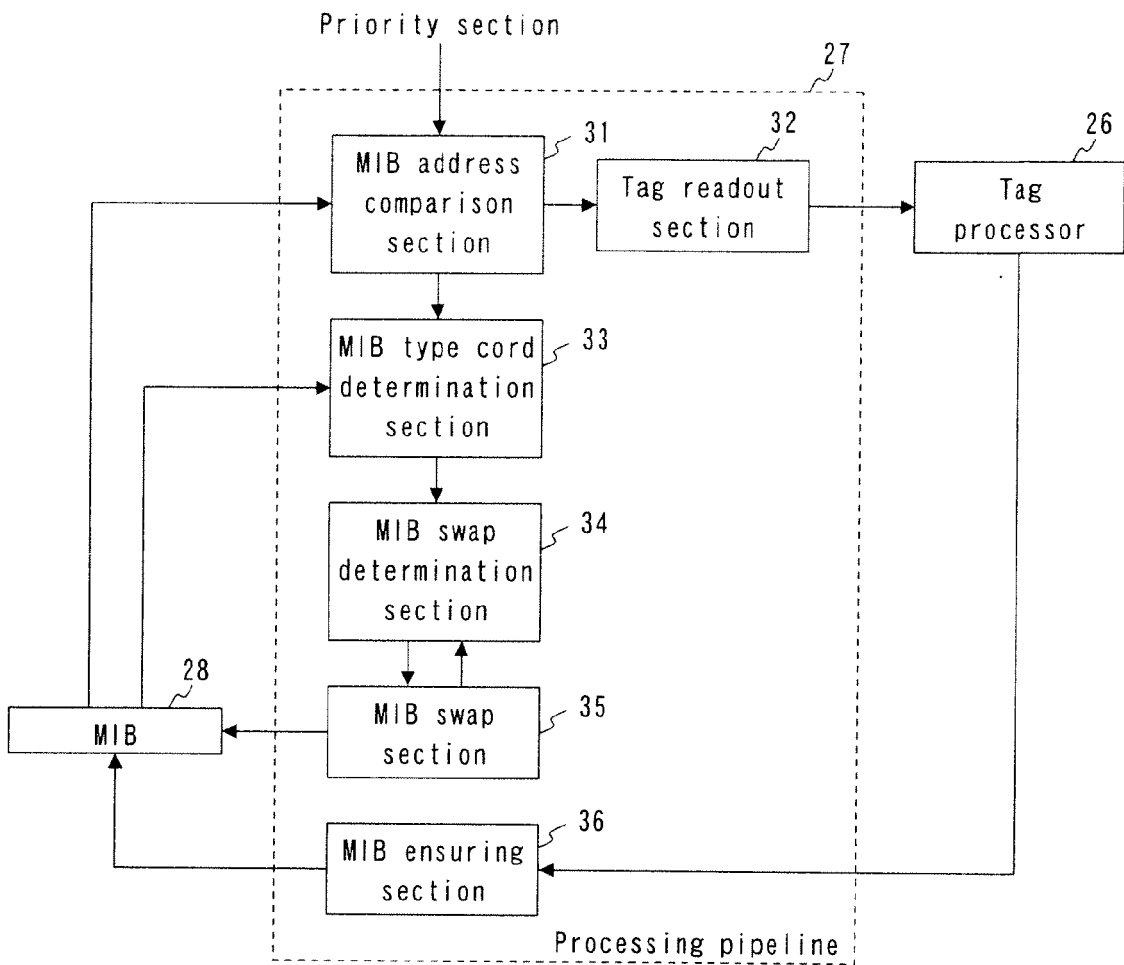 Priority section
27
31
32
26
MIB address
comparison
section
Tag readout
section
Tag
processor
33
MIB type cord
determination
section
34
MIB swap
determination
section
28
MIB
35
MIB swap
section
36
MIB ensuring
section
Processing pipeline